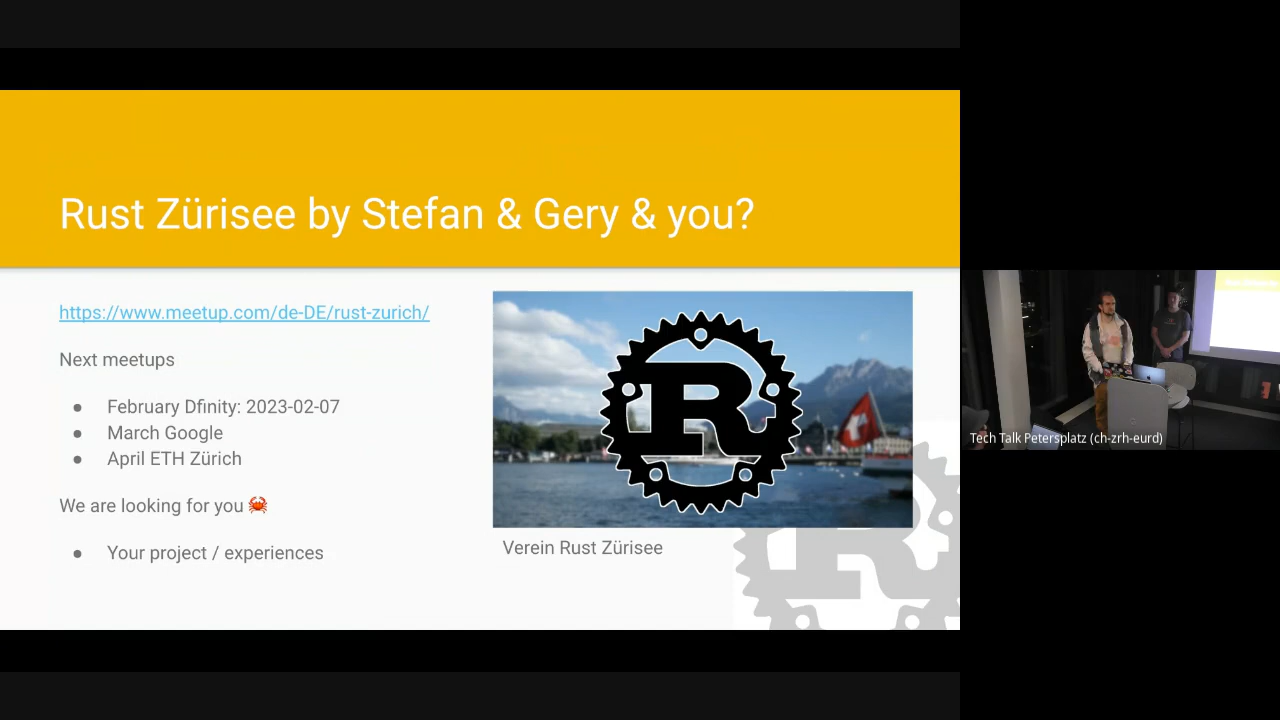 Rust Zürisee by Stefan & Gery & you?
https://www.meetup.com/de-DE/rust-zurich/
Next meetups
● February Dfinity: 2023-02-07
● March Google
● April ETH Zürich
We are looking for you 🦀
● Your project / experiences
R
Verein Rust Zürisee
R
Tech Talk Petersplatz (ch-zrh-eurd)